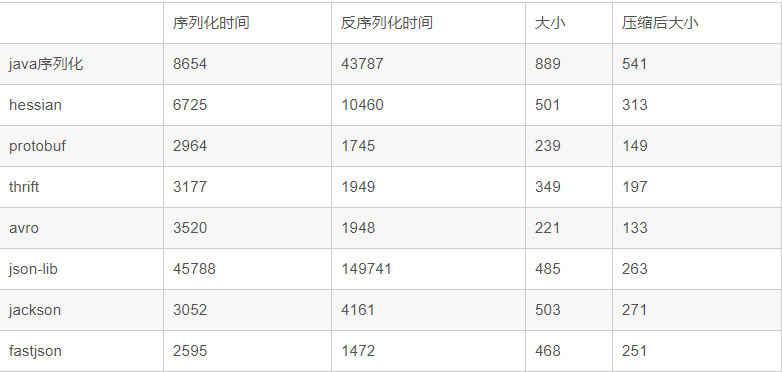 序列化时间 反序列化时间 大小 压缩后大小
java序列化 8654 43787 889 541
hessian 6725 10460 501 313
protobuf 2964 1745 239 149
thrift 3177 1949 349 197
avro 3520 1948 221 133
json-lib 45788 149741 485 263
jackson 3052 4161 503 271
fastjson 2595 1472 468 251